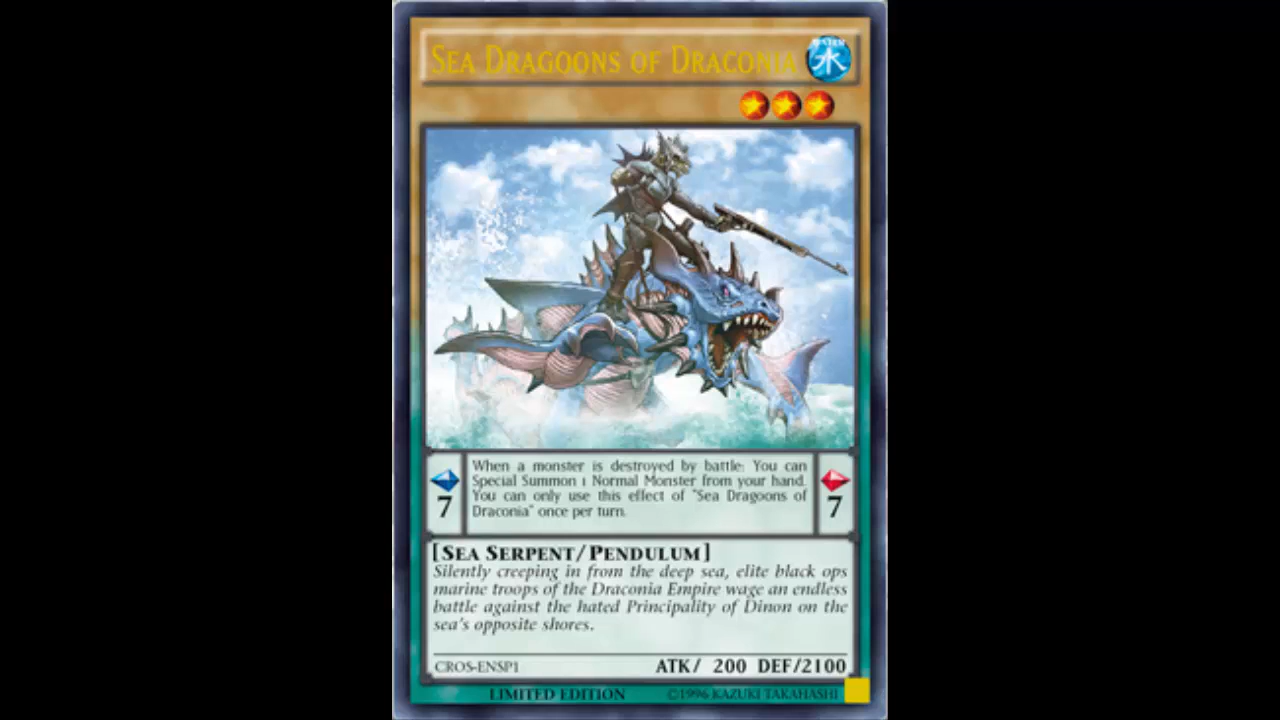 SEA DRAGOONS OF DRACONIA
WATER
水
When a monster is destroyed by battle: You can
Special Summon 1 Normal Monster from your hand.
You can only use this effect of "Sea Dragoons of
Draconia" once per turn.
7
7
[SEA SERPENT/PENDULUM]
Silently creeping in from the deep sea, elite black ops
marine troops of the Draconia Empire wage an endless
battle against the hated Principality of Dinon on the
sea's opposite shores.
CROS-ENSP1
ATK/ 200 DEF/2100
LIMITED EDITION
©1996 KAZUKI TAKAHASHI